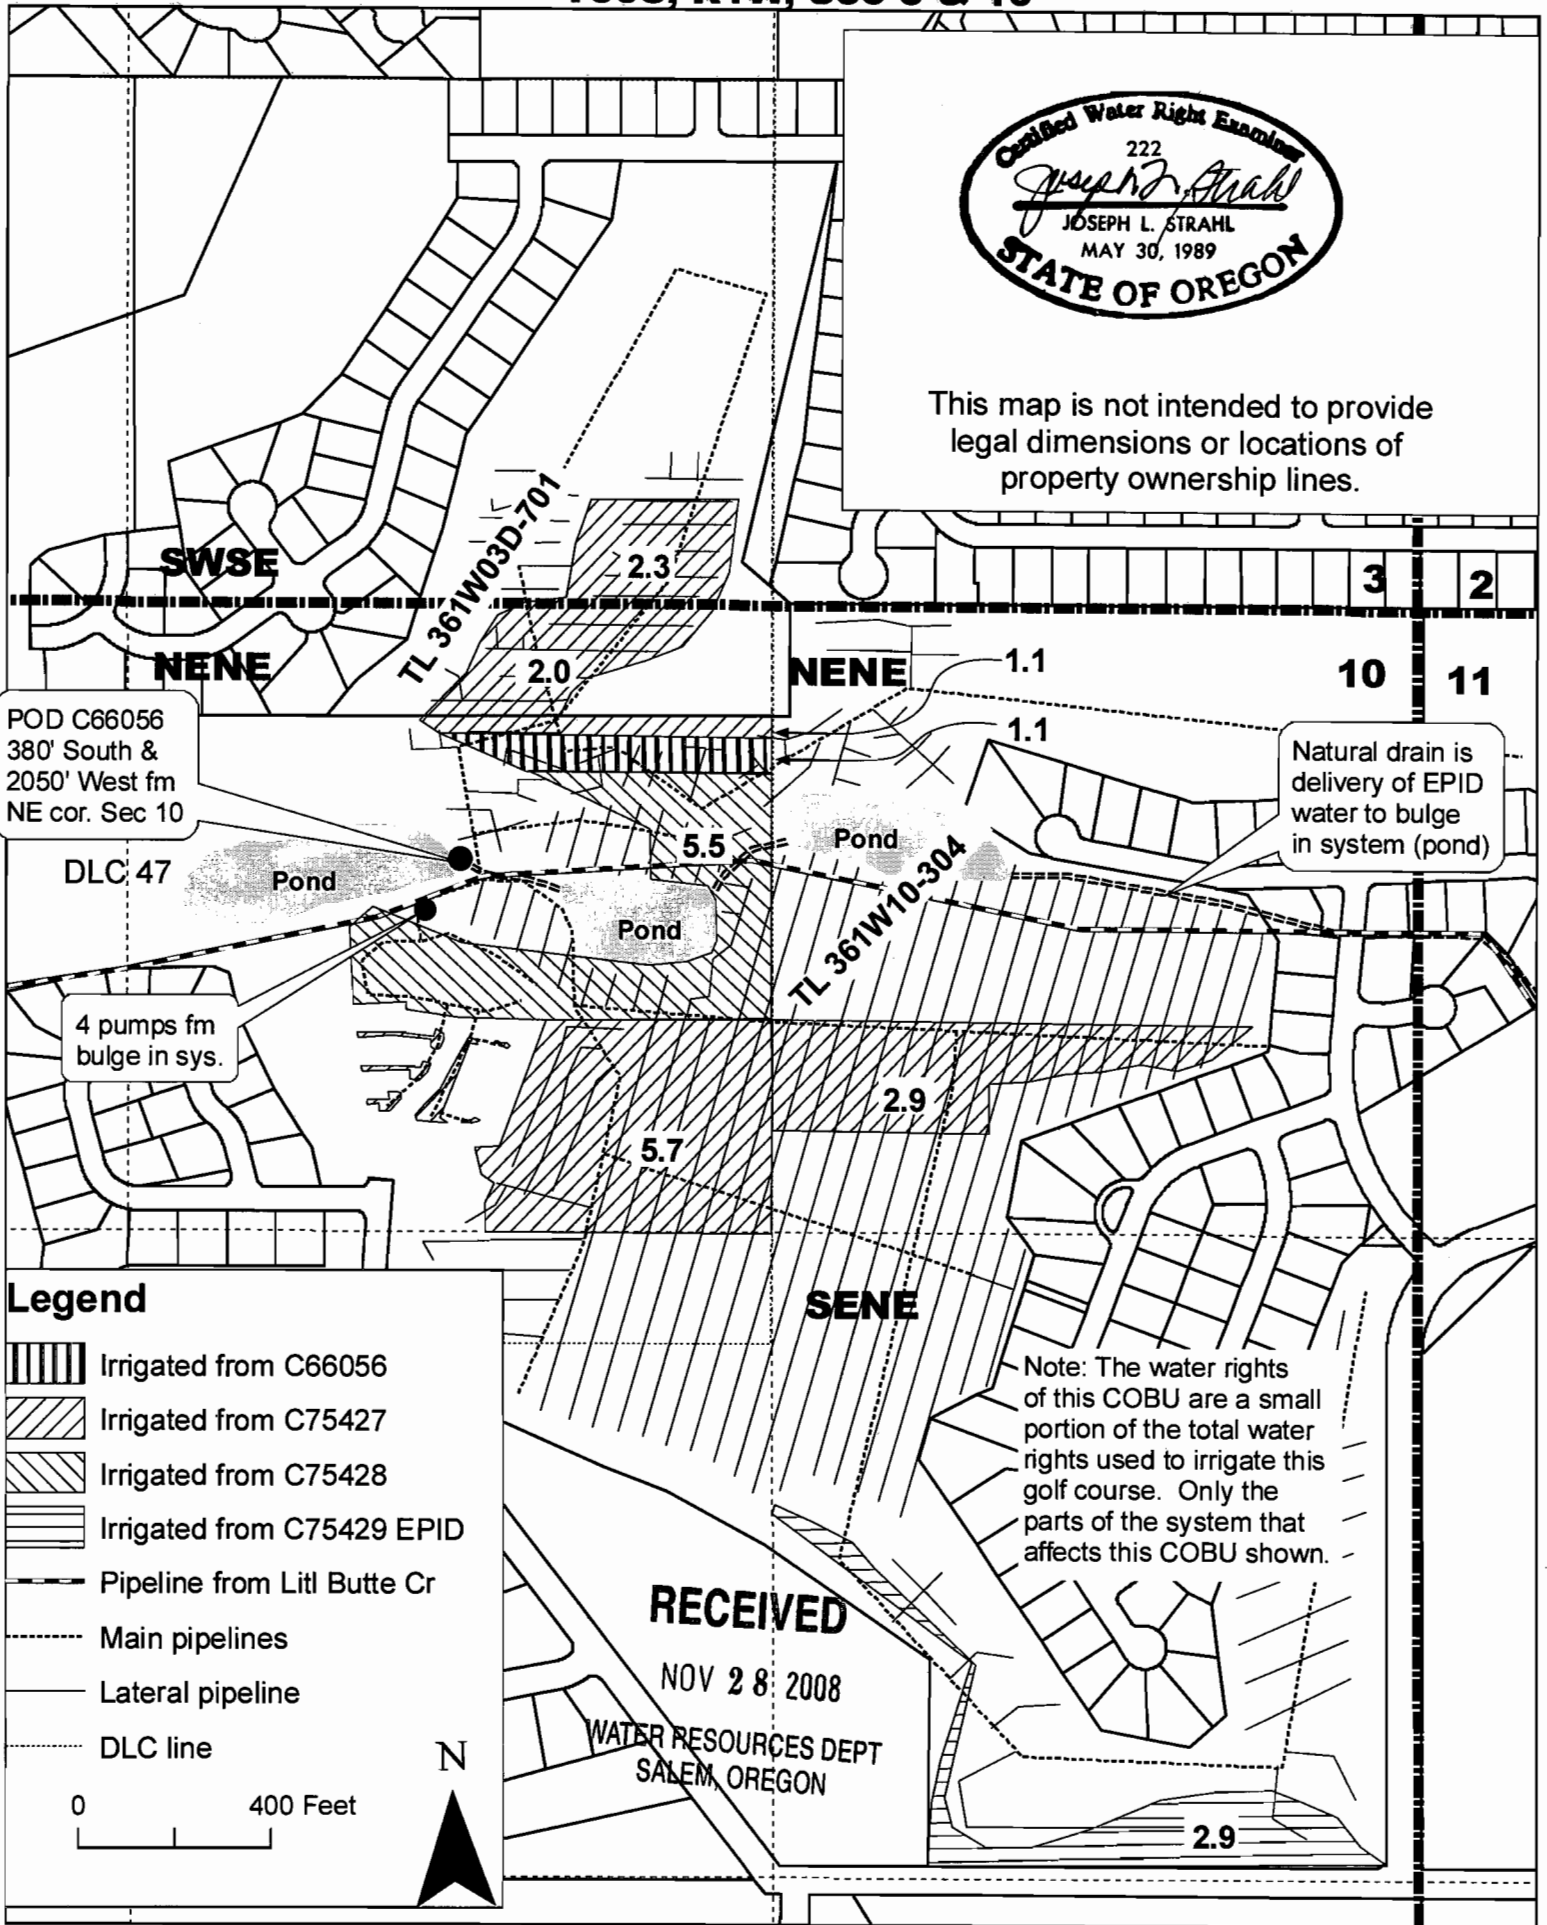 Certified Water Right Examiner
222
JOSEPH L. STRAHL
MAY 30, 1989
STATE OF OREGON
This map is not intended to provide
legal dimensions or locations of
property ownership lines.
TL 361W03D-701
2.3
SWSE
3
2
NENE
2.0
NENE
1.1
10
11
1.1
POD C66056
380' South &
2050' West fm
NE cor. Sec 10
Natural drain is
delivery of EPID
water to bulge
in system (pond)
DLC 47
Pond
5.5
Pond
Pond
TL 361W10-304
4 pumps fm
bulge in sys.
2.9
5.7
SENE
Legend
Irrigated from C66056
Irrigated from C75427
Irrigated from C75428
Irrigated from C75429 EPID
Pipeline from Litl Butte Cr
Main pipelines
Lateral pipeline
DLC line
0 400 Feet
N
Note: The water rights
of this COBU are a small
portion of the total water
rights used to irrigate this
golf course. Only the
parts of the system that
affects this COBU shown.
RECEIVED
NOV 28 2008
WATER RESOURCES DEPT
SALEM, OREGON
2.9